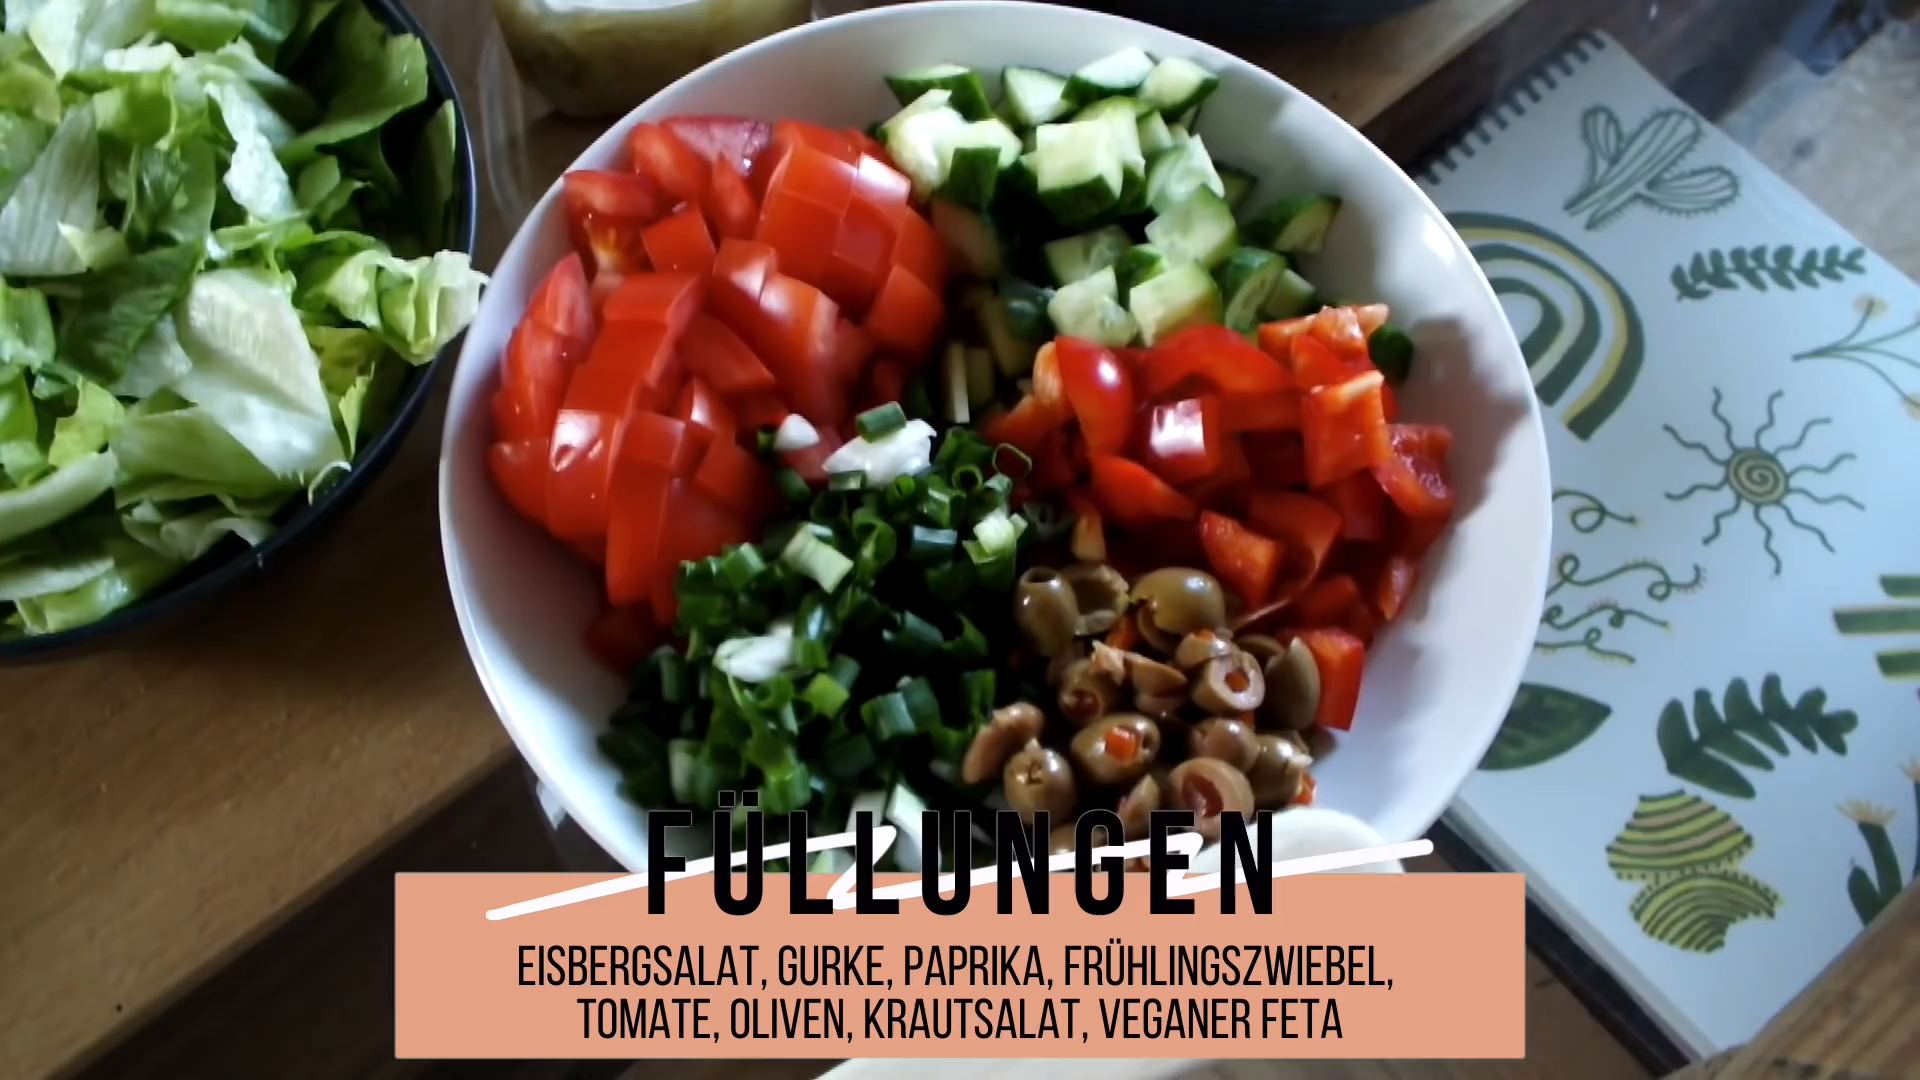 FÜLLUNGEN
EISBERGSALAT, GURKE, PAPRIKA, FRÜHLINGSZWIEBEL,
TOMATE, OLIVEN, KRAUTSALAT, VEGANER FETA